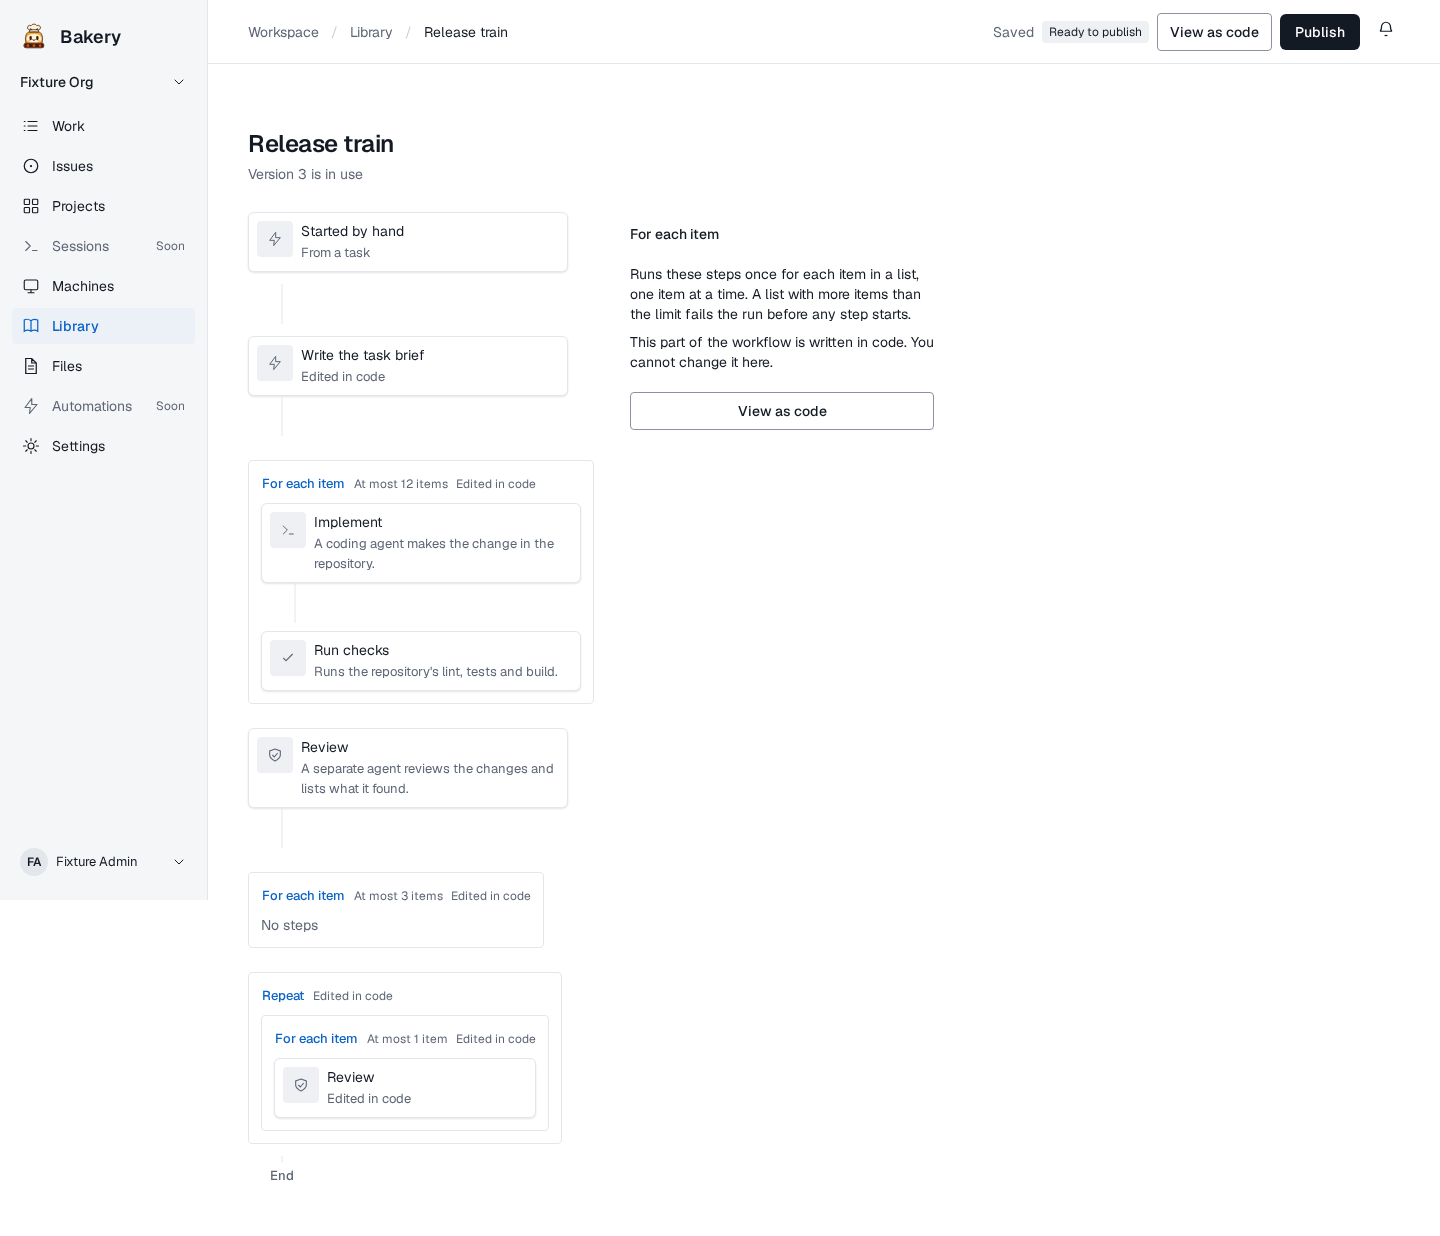 Bakery
Fixture Org
Work
Issues
Projects
Sessions Soon
Machines
Library
Files
Automations Soon
Settings
FA Fixture Admin
Workspace / Library / Release train
Saved Ready to publish View as code Publish
Release train
Version 3 is in use
Started by hand
From a task
Write the task brief
Edited in code
For each item At most 12 items Edited in code
Implement
A coding agent makes the change in the
repository.
Run checks
Runs the repository's lint, tests and build.
Review
A separate agent reviews the changes and
lists what it found.
For each item At most 3 items Edited in code
No steps
Repeat Edited in code
For each item At most 1 item Edited in code
Review
Edited in code
End
For each item
Runs these steps once for each item in a list,
one item at a time. A list with more items than
the limit fails the run before any step starts.
This part of the workflow is written in code. You
cannot change it here.
View as code